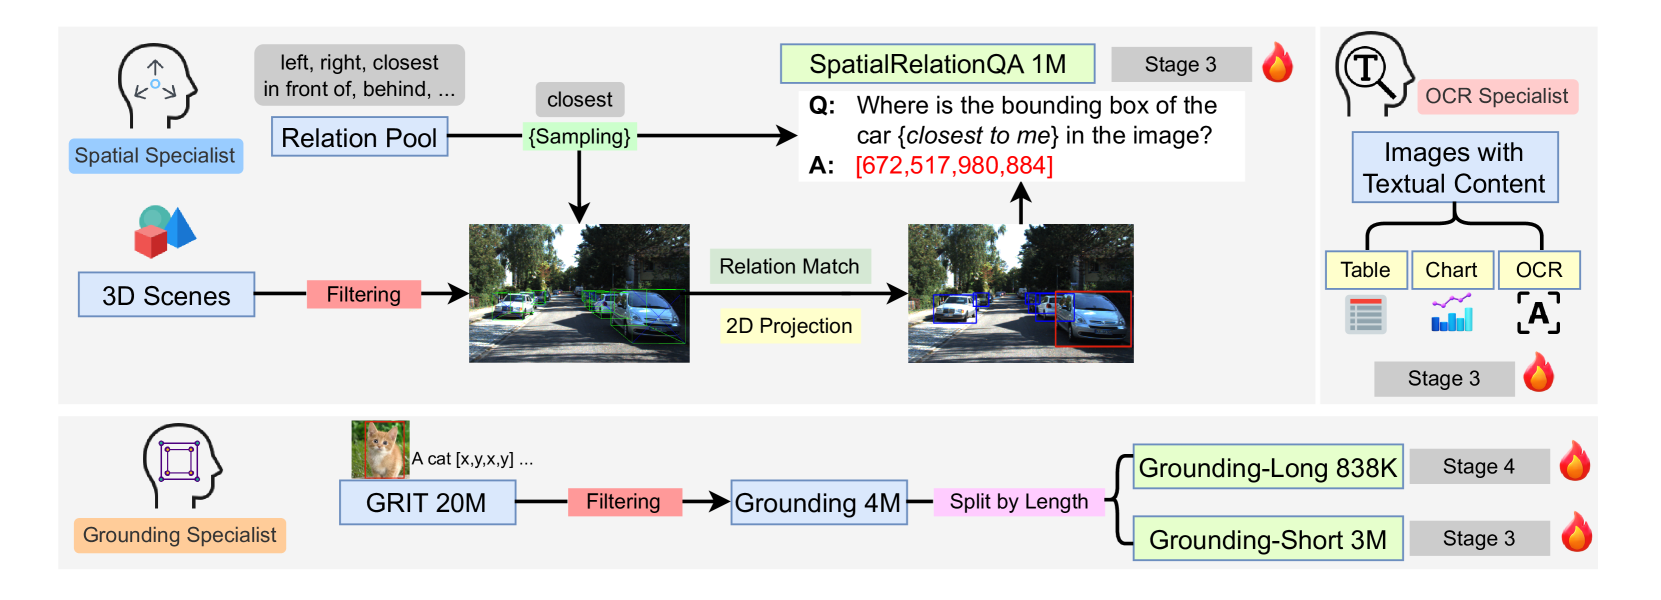 left, right, closest
in front of, behind, ...
Spatial Specialist
Relation Pool
closest
{Sampling}
SpatialRelationQA 1M
Stage 3
Q: Where is the bounding box of the
car {closest to me} in the image?
A: [672,517,980,884]
3D Scenes
Filtering
Relation Match
2D Projection
T
OCR Specialist
Images with
Textual Content
Table
Chart
OCR
A
Stage 3
Grounding Specialist
A cat [x,y,x,y] ...
GRIT 20M
Filtering
Grounding 4M
Split by Length
Grounding-Long 838K
Stage 4
Grounding-Short 3M
Stage 3